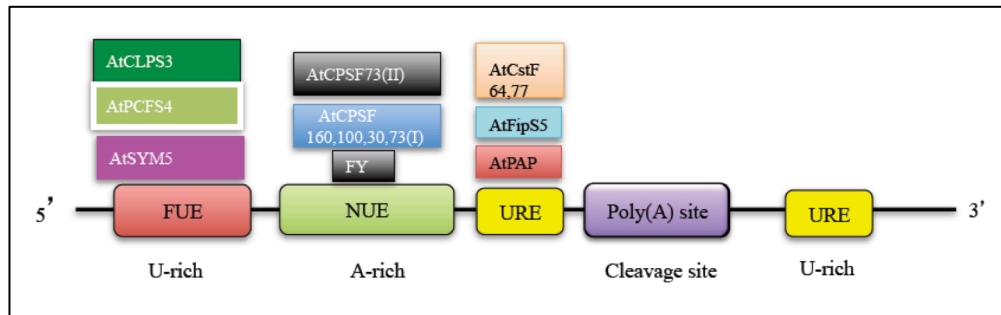 AtCLPS3
AtPCFS4
AtSYM5
AtCPSF73(II)
AtCPSF
160,100,30,73(I)
FY
AtCstF
64,77
AtFipS5
AtPAP
5’
FUE
NUE
URE
Poly(A) site
URE
3’
U-rich
A-rich
Cleavage site
U-rich